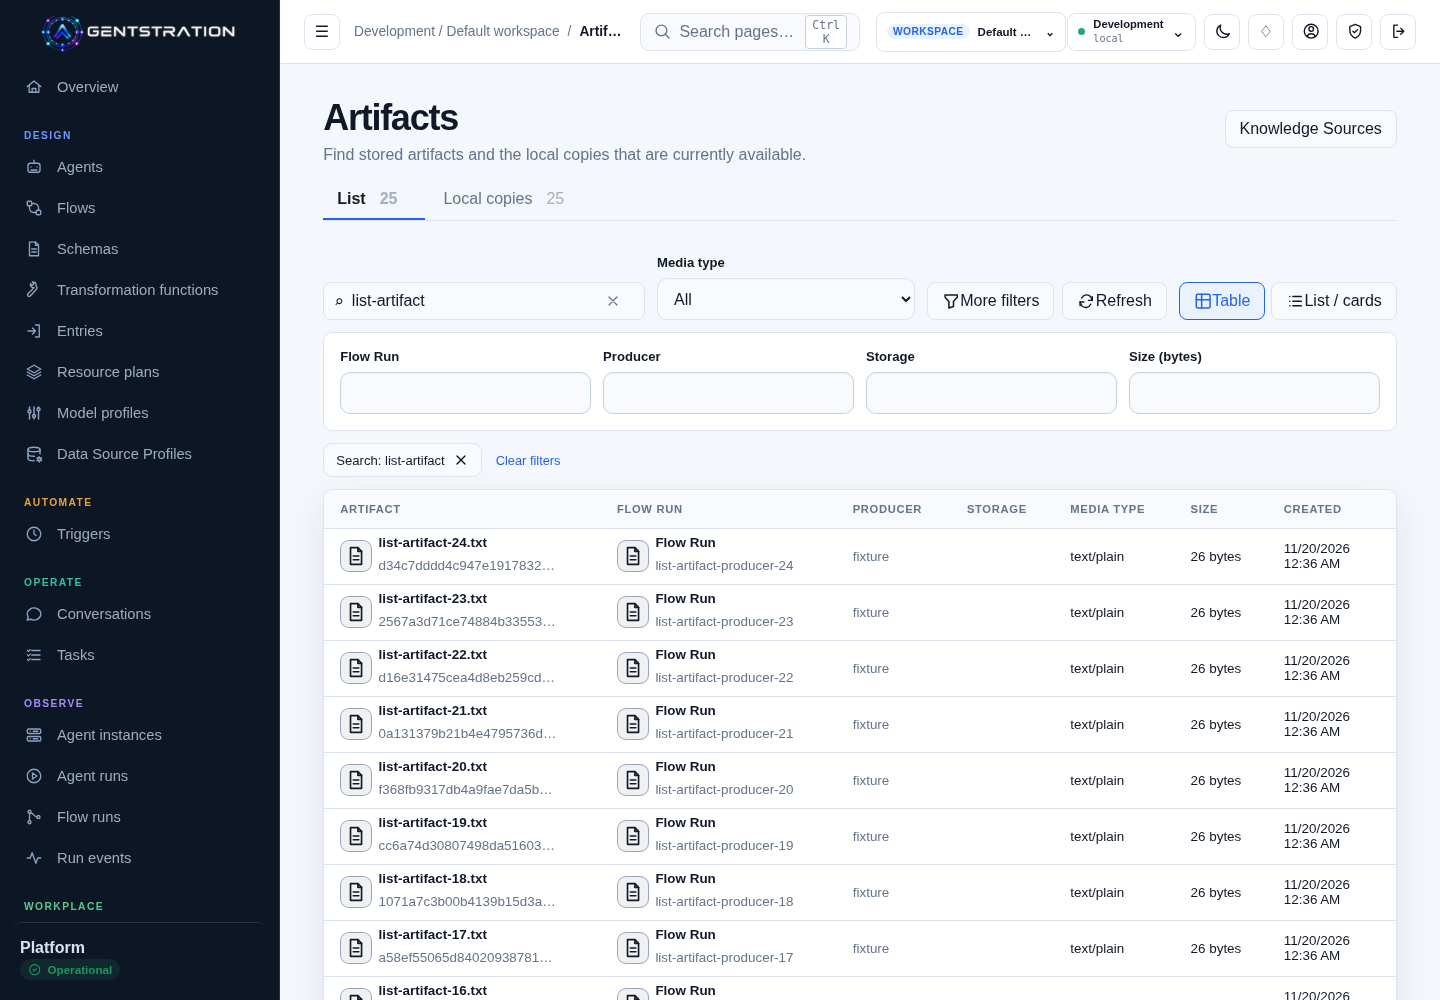 GENTSTRATION
Overview
DESIGN
Agents
Flows
Schemas
Transformation functions
Entries
Resource plans
Model profiles
Data Source Profiles
AUTOMATE
Triggers
OPERATE
Conversations
Tasks
OBSERVE
Agent instances
Agent runs
Flow runs
Run events
WORKPLACE
Platform
Operational
Development / Default workspace / Artif…
Search pages… Ctrl K
WORKSPACE Default …
Development
local
Artifacts
Find stored artifacts and the local copies that are currently available.
Knowledge Sources
List 25 Local copies 25
Media type
list-artifact All More filters Refresh Table List / cards
Flow Run Producer Storage Size (bytes)
Search: list-artifact Clear filters
ARTIFACT FLOW RUN PRODUCER STORAGE MEDIA TYPE SIZE CREATED
list-artifact-24.txt Flow Run
d34c7dddd4c947e1917832… list-artifact-producer-24 fixture text/plain 26 bytes 11/20/2026 12:36 AM
list-artifact-23.txt Flow Run
2567a3d71ce74884b33553… list-artifact-producer-23 fixture text/plain 26 bytes 11/20/2026 12:36 AM
list-artifact-22.txt Flow Run
d16e31475cea4d8eb259cd… list-artifact-producer-22 fixture text/plain 26 bytes 11/20/2026 12:36 AM
list-artifact-21.txt Flow Run
0a131379b21b4e4795736d… list-artifact-producer-21 fixture text/plain 26 bytes 11/20/2026 12:36 AM
list-artifact-20.txt Flow Run
f368fb9317db4a9fae7da5b… list-artifact-producer-20 fixture text/plain 26 bytes 11/20/2026 12:36 AM
list-artifact-19.txt Flow Run
cc6a74d30807498da51603… list-artifact-producer-19 fixture text/plain 26 bytes 11/20/2026 12:36 AM
list-artifact-18.txt Flow Run
1071a7c3b00b4139b15d3a… list-artifact-producer-18 fixture text/plain 26 bytes 11/20/2026 12:36 AM
list-artifact-17.txt Flow Run
a58ef55065d84020938781… list-artifact-producer-17 fixture text/plain 26 bytes 11/20/2026 12:36 AM
list-artifact-16.txt Flow Run 11/20/2026